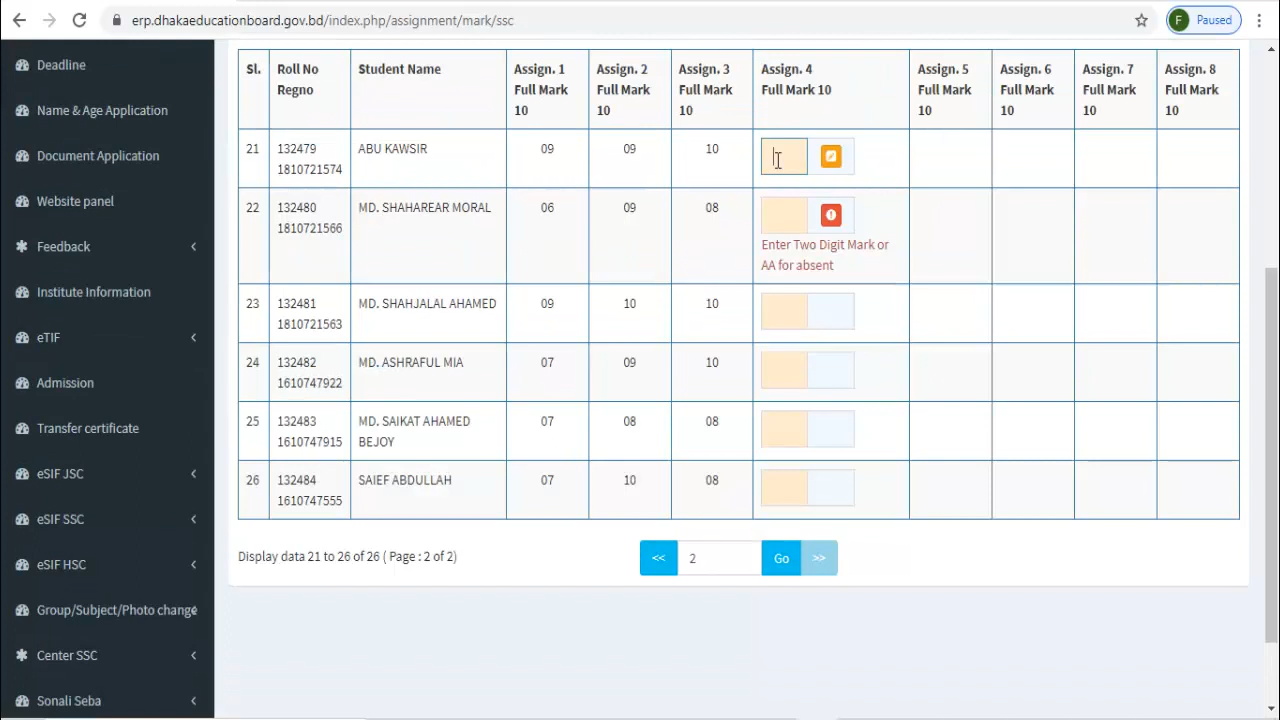 erp.dhakaeducationboard.gov.bd/index.php/assignment/mark/ssc
F Paused
Deadline
Name & Age Application
Document Application
Website panel
Feedback
Institute Information
eTIF
Admission
Transfer certificate
eSIF JSC
eSIF SSC
eSIF HSC
Group/Subject/Photo change
Center SSC
Sonali Seba
Sl. Roll No Regno Student Name Assign. 1 Full Mark 10 Assign. 2 Full Mark 10 Assign. 3 Full Mark 10 Assign. 4 Full Mark 10 Assign. 5 Full Mark 10 Assign. 6 Full Mark 10 Assign. 7 Full Mark 10 Assign. 8 Full Mark 10
21 132479 ABU KAWSIR 09 09 10
1810721574
22 132480 MD. SHAHAREAR MORAL 06 09 08
1810721566
Enter Two Digit Mark or
AA for absent
23 132481 MD. SHAHJALAL AHAMED 09 10 10
1810721563
24 132482 MD. ASHRAFUL MIA 07 09 10
1610747922
25 132483 MD. SAIKAT AHAMED 07 08 08
1610747915 BEJOY
26 132484 SAIEF ABDULLAH 07 10 08
1610747555
Display data 21 to 26 of 26 ( Page : 2 of 2) << 2 Go >>